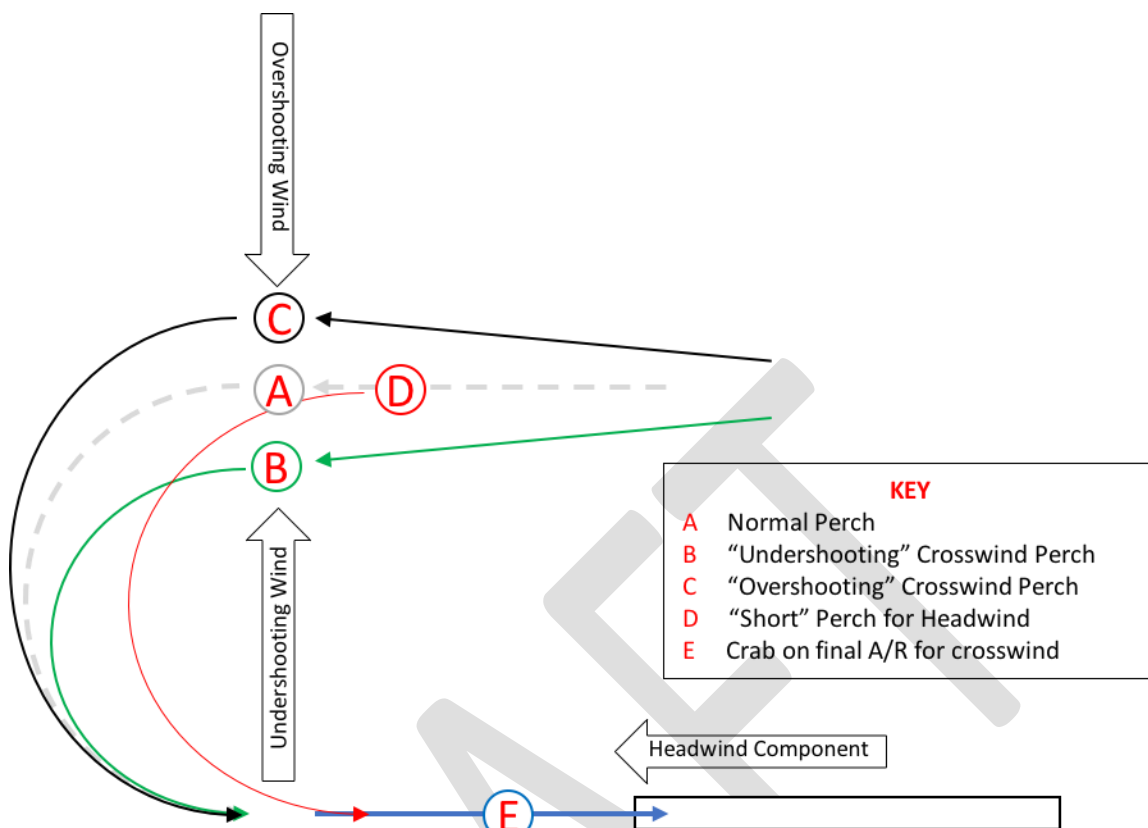 Overshooting Wind
C
A
D
B
Undershooting Wind
KEY
A Normal Perch
B “Undershooting” Crosswind Perch
C “Overshooting” Crosswind Perch
D “Short” Perch for Headwind
E Crab on final A/R for crosswind
Headwind Component
E
AFT